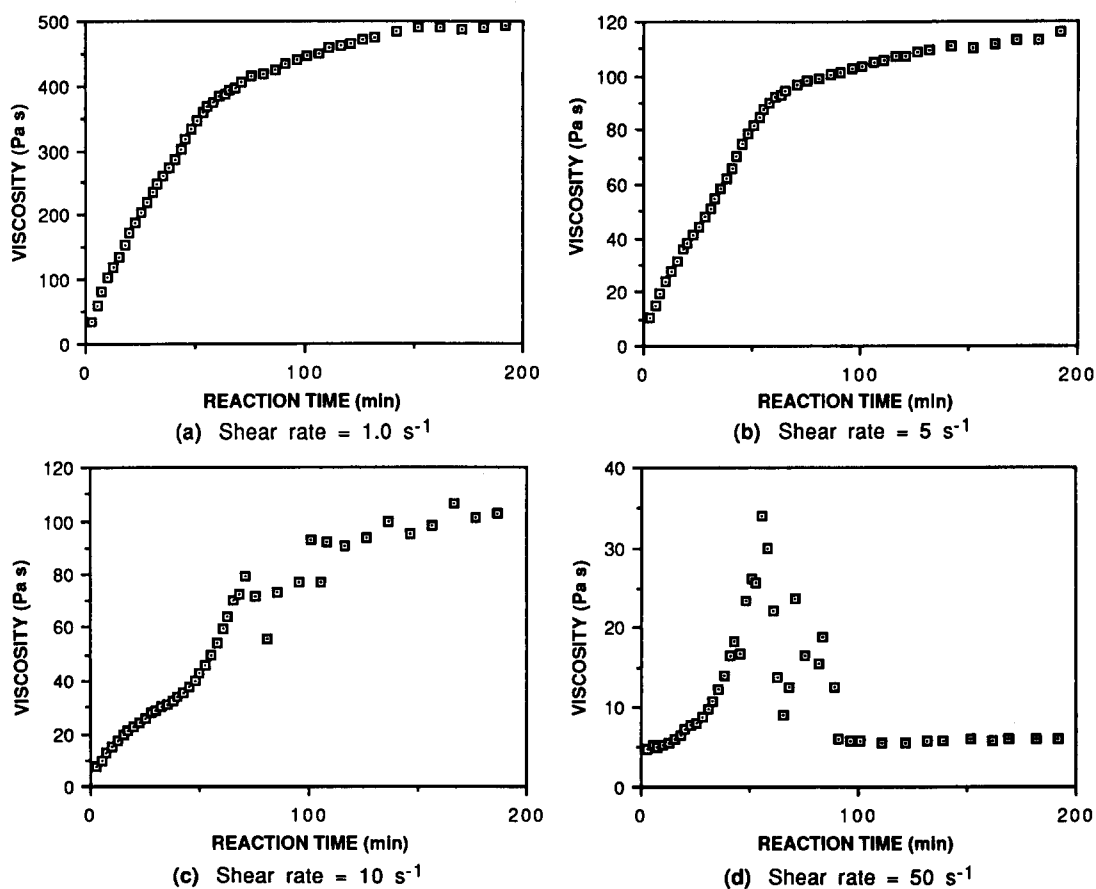 500
400
300
200
100
0
VISCOSITY (Pa s)
0 100 200
REACTION TIME (min)
(a) Shear rate = 1.0 s⁻¹
120
100
80
60
40
20
0
VISCOSITY (Pa s)
0 100 200
REACTION TIME (min)
(b) Shear rate = 5 s⁻¹
120
100
80
60
40
20
0
VISCOSITY (Pa s)
0 100 200
REACTION TIME (min)
(c) Shear rate = 10 s⁻¹
40
30
20
10
0
VISCOSITY (Pa s)
0 100 200
REACTION TIME (min)
(d) Shear rate = 50 s⁻¹